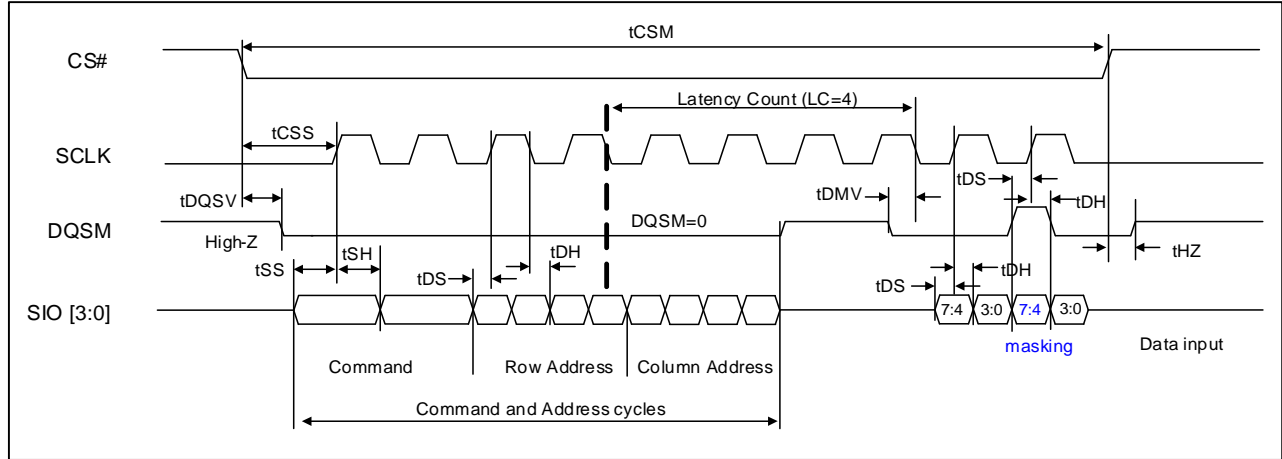 tCSM
CS#
Latency Count (LC=4)
tCSS
SCLK
tDS
tDQSV
tDMV
tDH
DQSM
DQSM=0
High-Z
tHZ
tSS
tSH
tDS
tDH
tDS
tDH
SIO [3:0]
7:4
3:0
7:4
3:0
masking
Command
Row Address
Column Address
Data input
Command and Address cycles